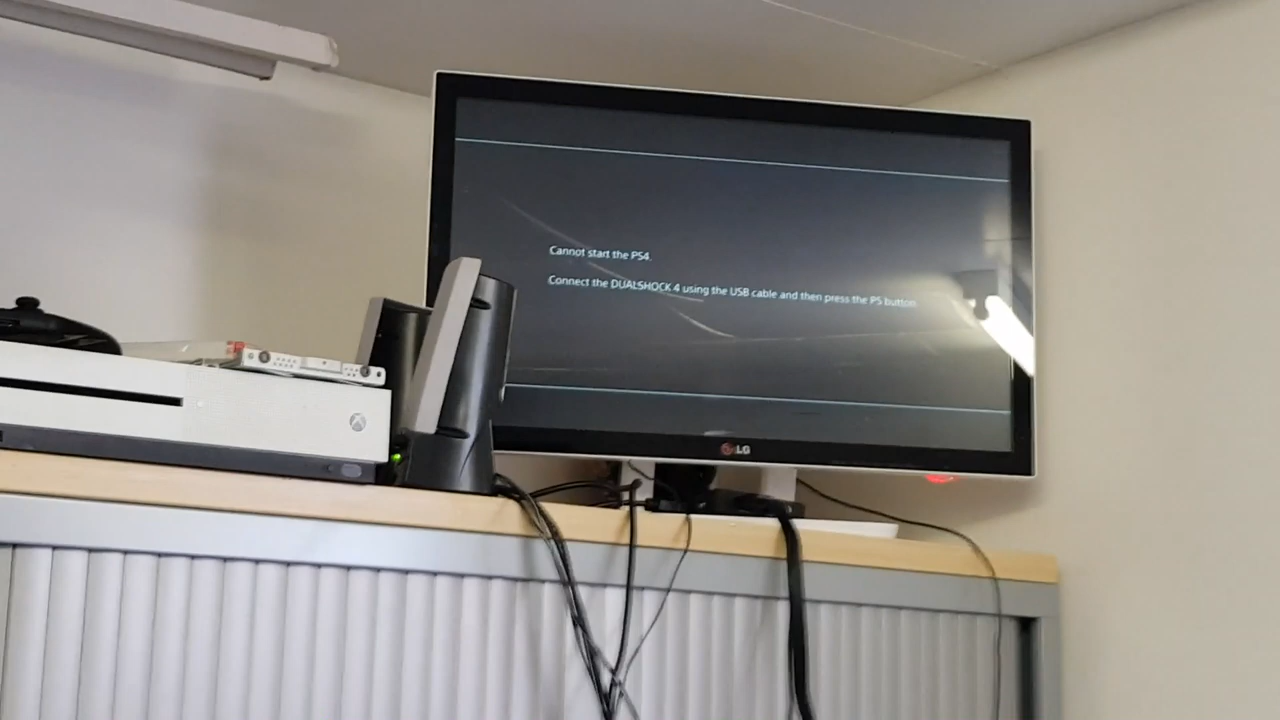 Cannot start the PS4.
Connect the DUALSHOCK 4 using the USB cable and then press the PS button.
LG